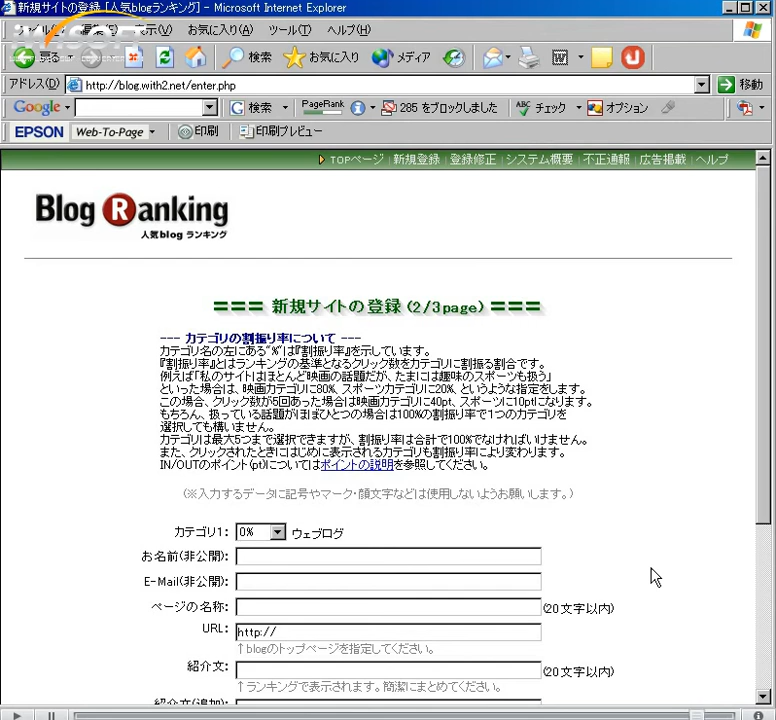 新規サイトの登録 [人気blogランキング] - Microsoft Internet Explorer
表示(V) お気に入り(A) ツール(T) ヘルプ(H)
検索 お気に入り メディア
アドレス(D) http://blog.with2.net/enter.php 移動
Google 検索 PageRank 285 をブロックしました チェック オプション
EPSON Web-To-Page 印刷 印刷プレビュー
TOPページ | 新規登録 | 登録修正 | システム概要 | 不正通報 | 広告掲載 | ヘルプ
Blog Ranking
人気blog ランキング
=== 新規サイトの登録 (2/3page) ===
--- カテゴリの割振り率について ---
カテゴリ名の左にある"%"は『割振り率』を示しています。
『割振り率』とはランキングの基準となるクリック数をカテゴリに割振る割合です。
例えば「私のサイトはほとんど映画の話題だが、たまには趣味のスポーツも扱う」
といった場合は、映画カテゴリに80%、スポーツカテゴリに20%、というような指定をします。
この場合、クリック数が5回あった場合は映画カテゴリに40pt、スポーツに10ptになります。
もちろん、扱っている話題がほぼひとつの場合は100%の割振り率で1つのカテゴリを
選択しても構いません。
カテゴリは最大5つまで選択できますが、割振り率は合計で100%でなければいけません。
また、クリックされたときにはじめに表示されるカテゴリも割振り率により変わります。
IN/OUTのポイント(pt)についてはポイントの説明を参照してください。
(※入力するデータに記号やマーク・顔文字などは使用しないようお願いします。)
カテゴリ1: 0% ウェブログ
お名前(非公開):
E-Mail(非公開):
ページの名称: (20文字以内)
URL: http://
↑blogのトップページを指定してください。
紹介文: (20文字以内)
↑ランキングで表示されます。簡潔にまとめてください。
紹介文(追加)